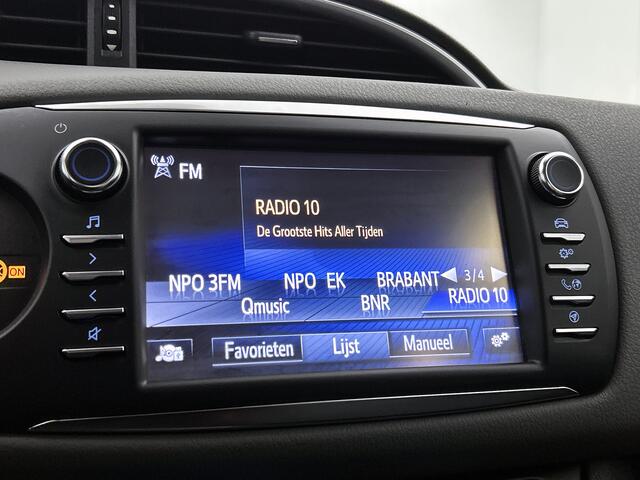 FM
RADIO 10
De Grootste Hits Aller Tijden
NPO 3FM NPO EK BRABANT 3/4
Qmusic BNR RADIO 10
Favorieten Lijst Manueel
ON